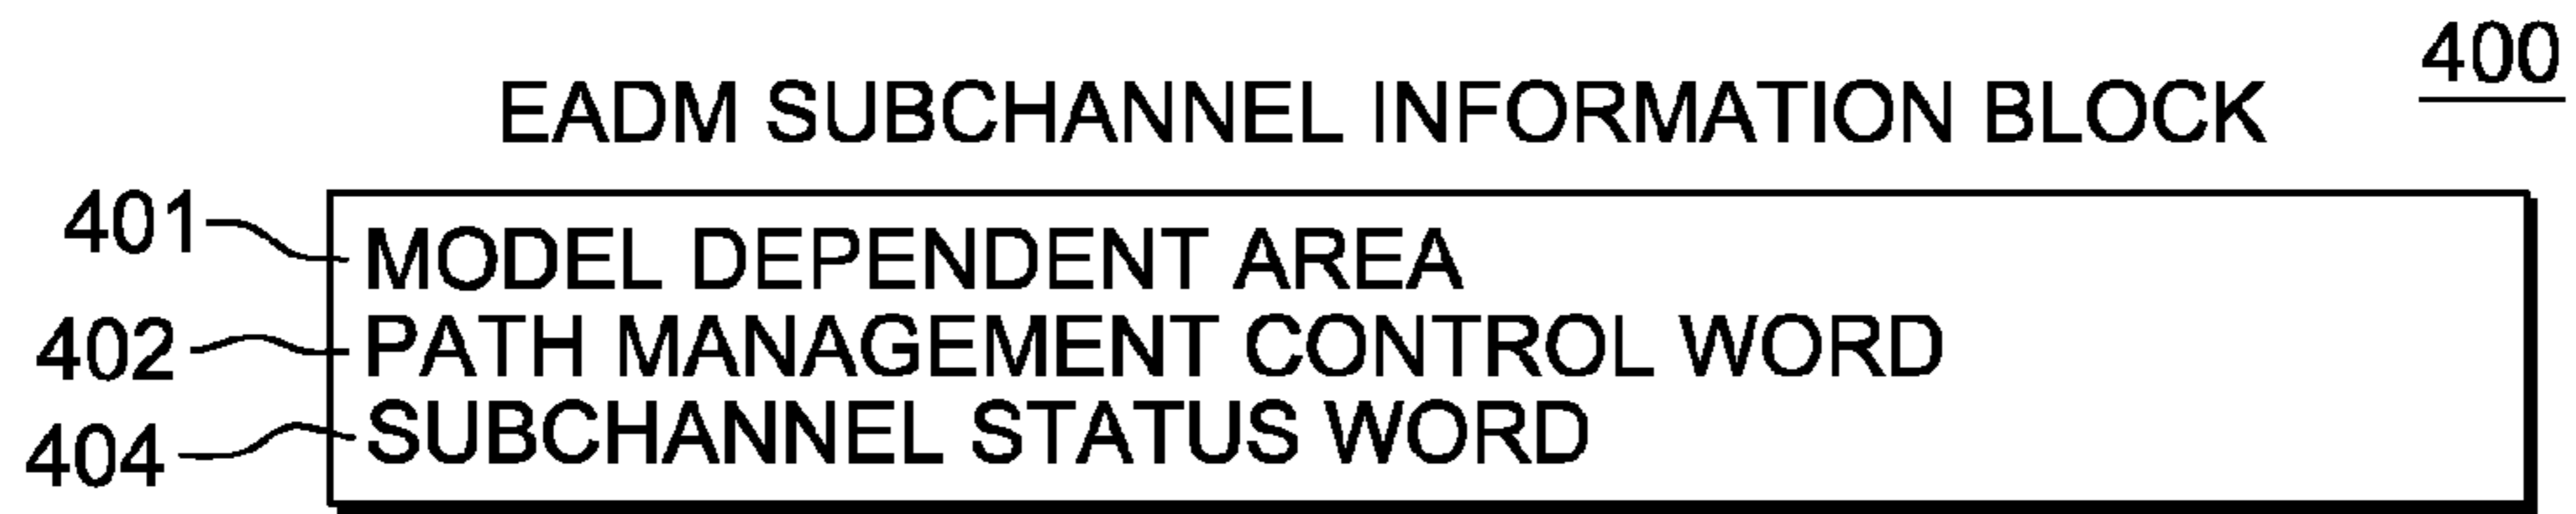 400
EADM SUBCHANNEL INFORMATION BLOCK
401 MODEL DEPENDENT AREA
402 PATH MANAGEMENT CONTROL WORD
404 SUBCHANNEL STATUS WORD